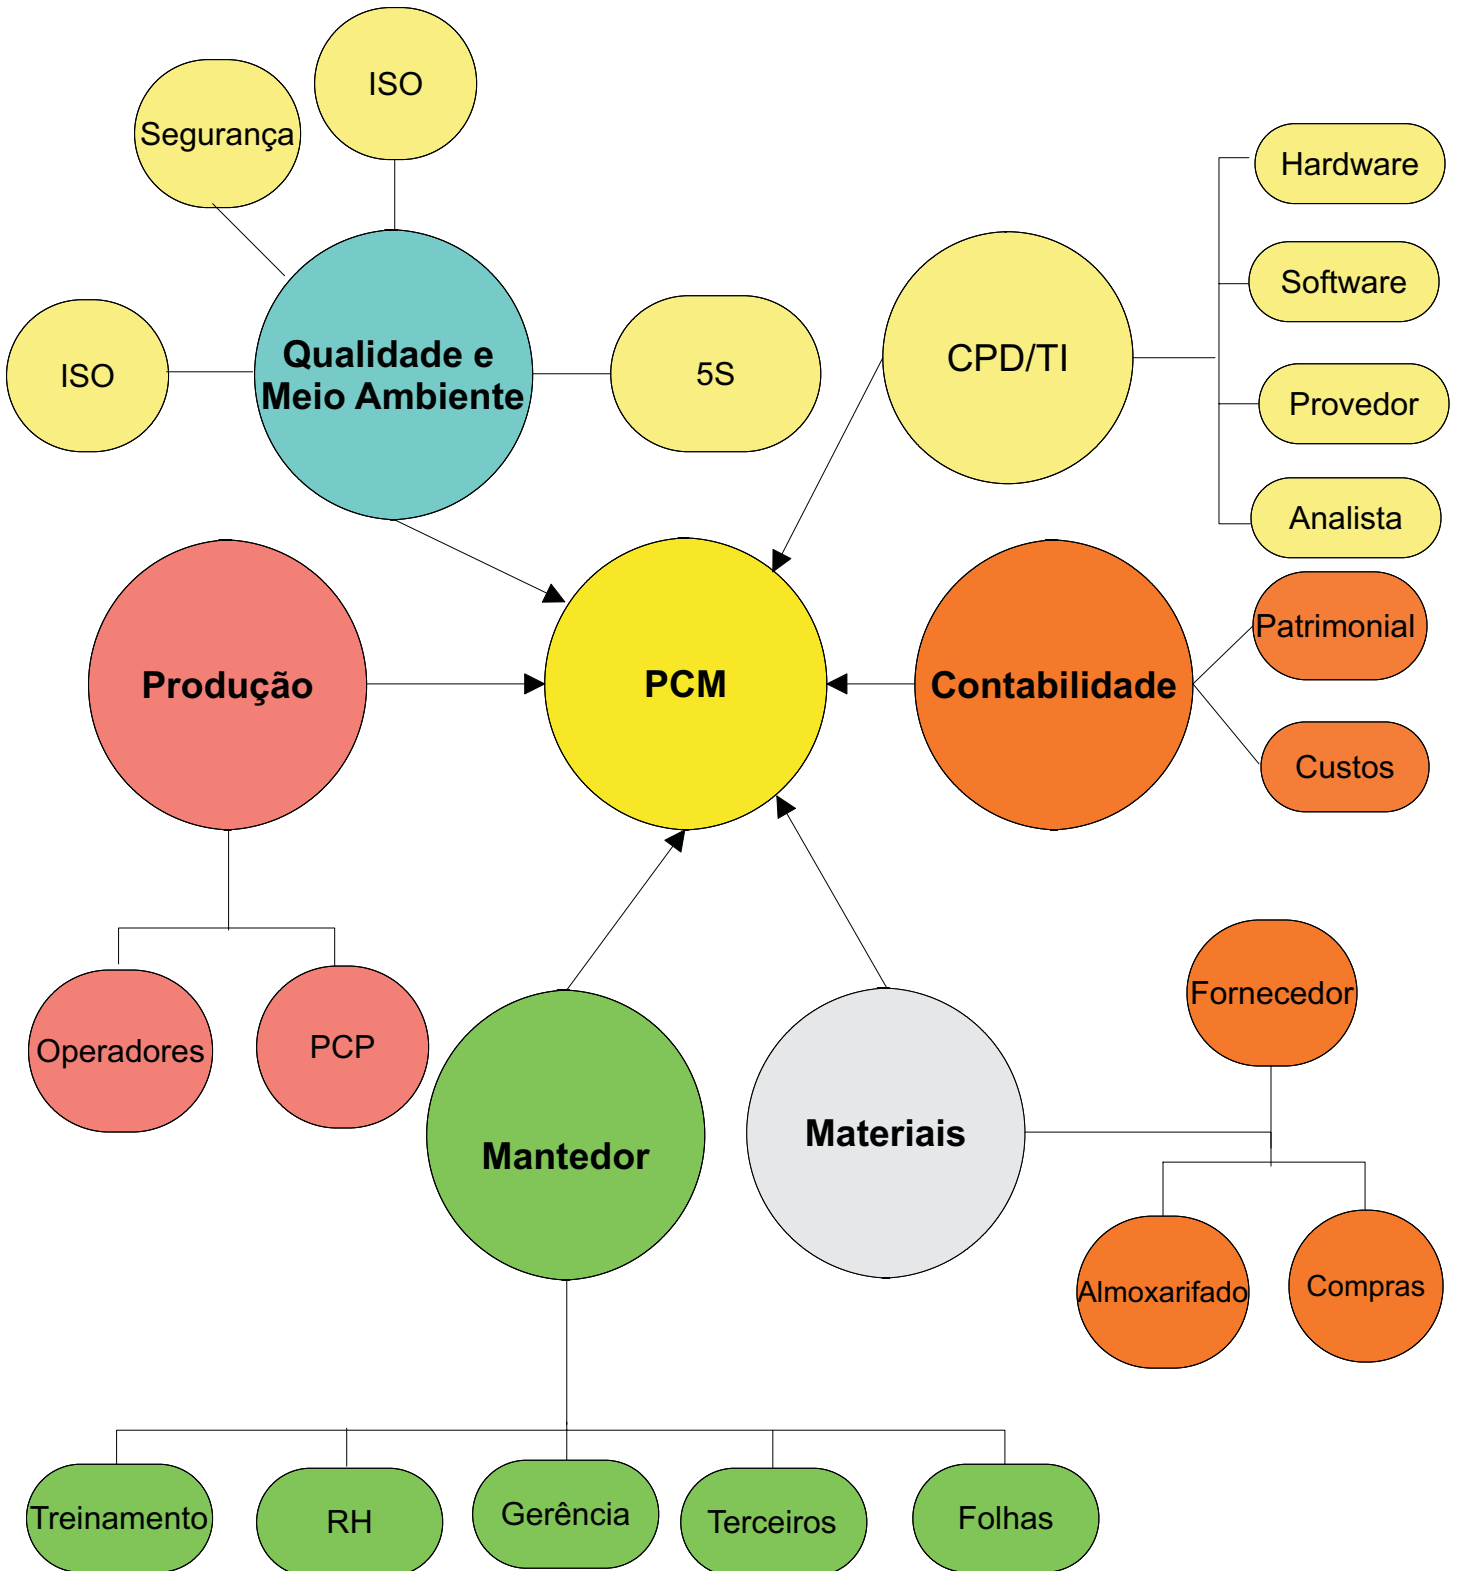 ISO
Segurança
Hardware
Software
ISO
Qualidade e
Meio Ambiente
5S
CPD/TI
Provedor
Analista
Patrimonial
Produção
PCM
Contabilidade
Custos
Fornecedor
Operadores
PCP
Mantedor
Materiais
Almoxarifado
Compras
Treinamento
RH
Gerência
Terceiros
Folhas